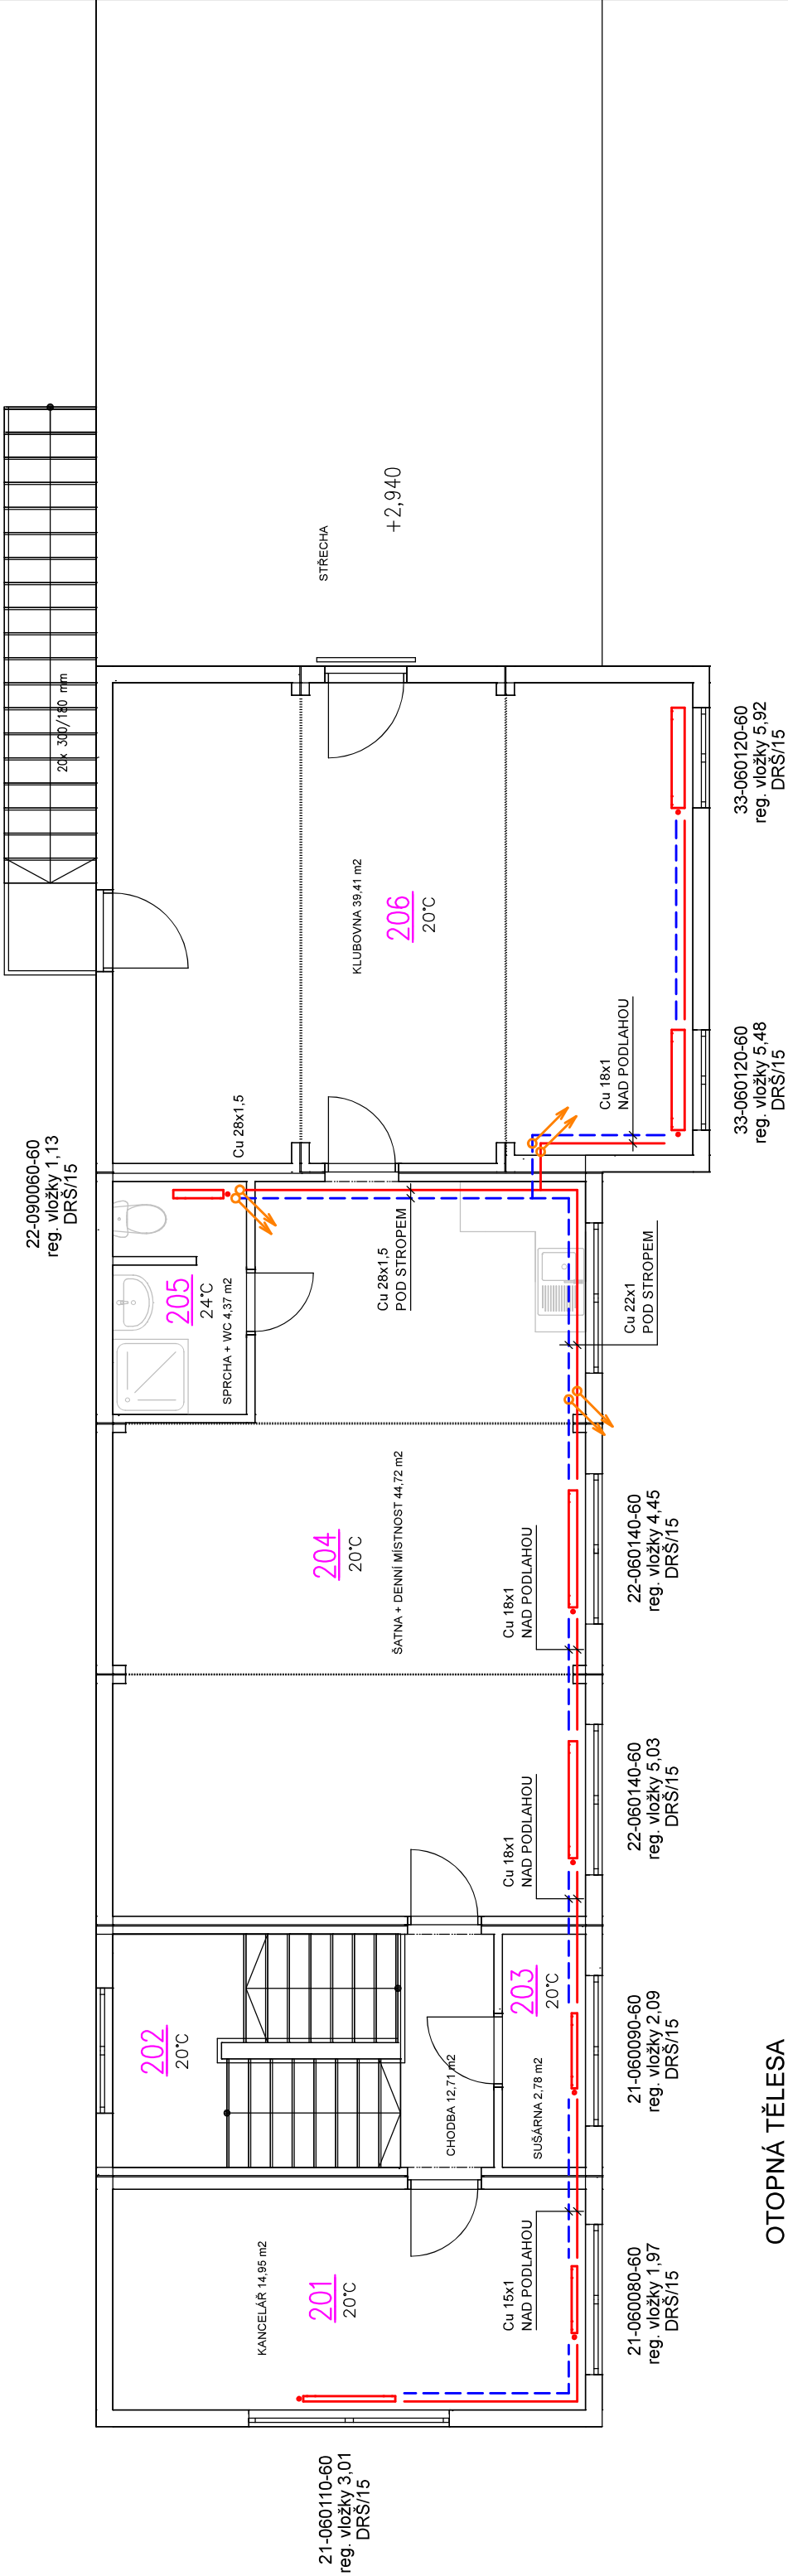 20x 300/180 mm
STŘECHA
+2,940
22-090060-60
reg. vložky 1,13
DRŠ/15
Cu 28x1,5
KLUBOVNA 39,41 m2
206
20°C
Cu 18x1
NAD PODLAHOU
33-060120-60
reg. vložky 5,92
DRŠ/15
33-060120-60
reg. vložky 5,48
DRŠ/15
205
24°C
SPRCHA + WC 4,37 m2
Cu 28x1,5
POD STROPEM
Cu 22x1
POD STROPEM
204
20°C
ŠATNA + DENNÍ MÍSTNOST 44,72 m2
Cu 18x1
NAD PODLAHOU
22-060140-60
reg. vložky 4,45
DRŠ/15
Cu 18x1
NAD PODLAHOU
22-060140-60
reg. vložky 5,03
DRŠ/15
202
20°C
CHODBA 12,71 m2
203
20°C
SUŠÁRNA 2,78 m2
21-060090-60
reg. vložky 2,09
DRŠ/15
KANCELÁŘ 14,95 m2
201
20°C
Cu 15x1
NAD PODLAHOU
21-060080-60
reg. vložky 1,97
DRŠ/15
21-060110-60
reg. vložky 3,01
DRŠ/15
OTOPNÁ TĚLESA